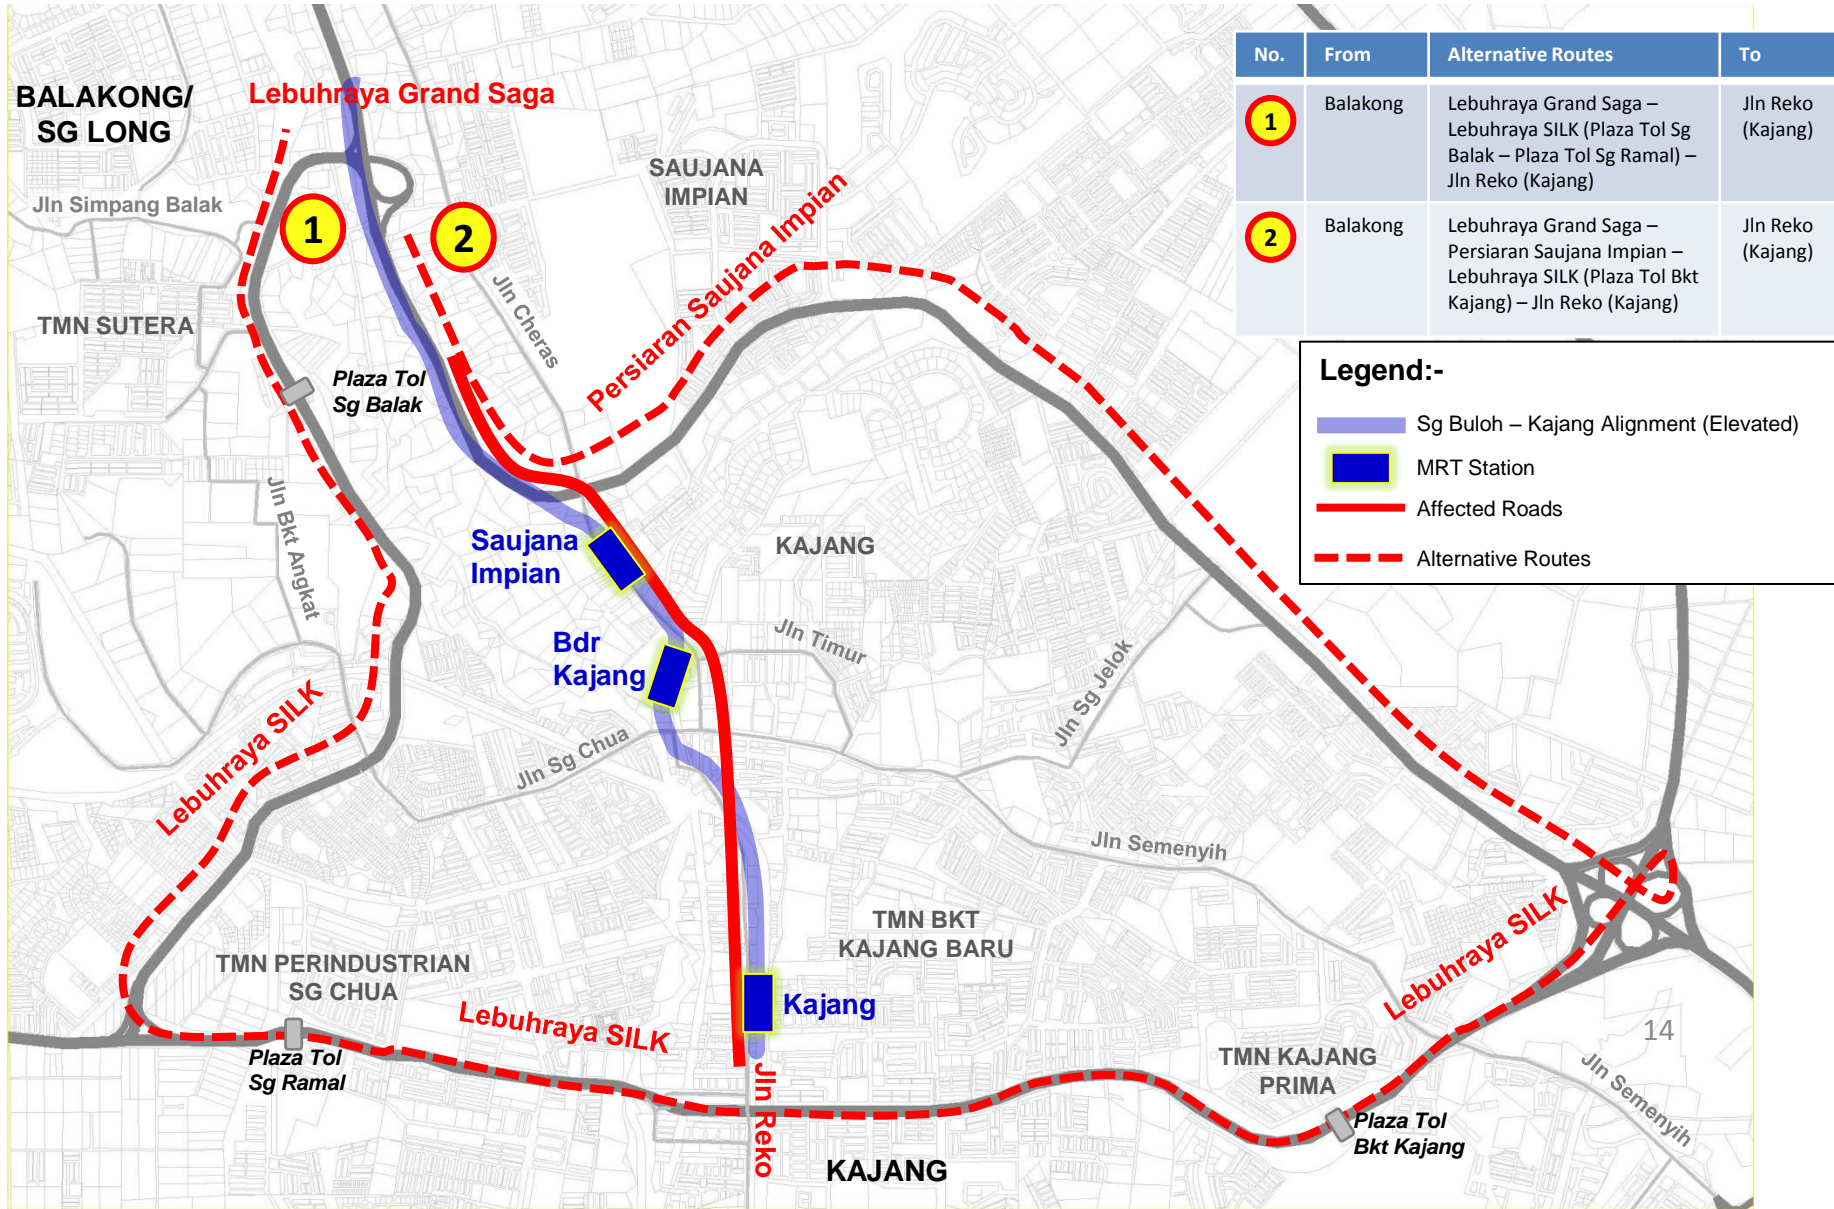 No. From Alternative Routes To
1 Balakong Lebuhraya Grand Saga –
Lebuhraya SILK (Plaza Tol Sg
Balak – Plaza Tol Sg Ramal) –
Jln Reko (Kajang)
Jln Reko
(Kajang)
2 Balakong Lebuhraya Grand Saga –
Persiaran Saujana Impian –
Lebuhraya SILK (Plaza Tol Bkt
Kajang) – Jln Reko (Kajang)
Jln Reko
(Kajang)
Legend:-
Sg Buloh – Kajang Alignment (Elevated)
MRT Station
Affected Roads
Alternative Routes
BALAKONG/
SG LONG
Lebuhraya Grand Saga
SAUJANA
IMPIAN
Jln Simpang Balak
1
2
Jln Cheras
Persiaran Saujana Impian
TMN SUTERA
Plaza Tol
Sg Balak
Jln Bkt Angkat
Saujana
Impian
KAJANG
Bdr
Kajang
Jln Timur
Jln Sg Jelok
Lebuhraya SILK
Jln Sg Chua
Jln Semenyih
TMN BKT
KAJANG BARU
Lebuhraya SILK
TMN PERINDUSTRIAN
SG CHUA
Kajang
Lebuhraya SILK
14
Plaza Tol
Sg Ramal
TMN KAJANG
PRIMA
Jln Semenyih
Jln Reko
Plaza Tol
Bkt Kajang
KAJANG